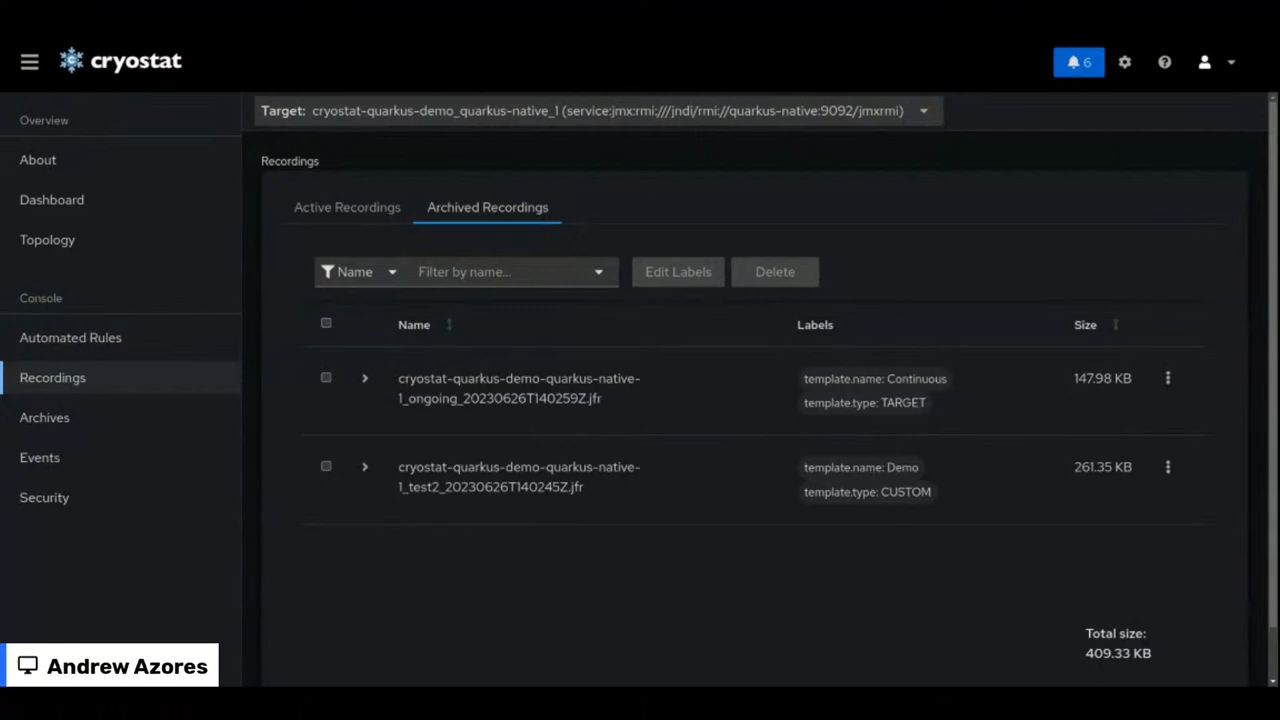 cryostat
6
Overview
About
Dashboard
Topology
Console
Automated Rules
Recordings
Archives
Events
Security
Target: cryostat-quarkus-demo_quarkus-native_1 (service:jmx:rmi:///jndi/rmi://quarkus-native:9092/jmxrmi)
Recordings
Active Recordings Archived Recordings
Name Filter by name... Edit Labels Delete
Name Labels Size
cryostat-quarkus-demo-quarkus-native- template.name: Continuous 147.98 KB
1_ongoing_20230626T140259Z.jfr template.type: TARGET
cryostat-quarkus-demo-quarkus-native- template.name: Demo 261.35 KB
1_test2_20230626T140245Z.jfr template.type: CUSTOM
Total size:
409.33 KB
Andrew Azores